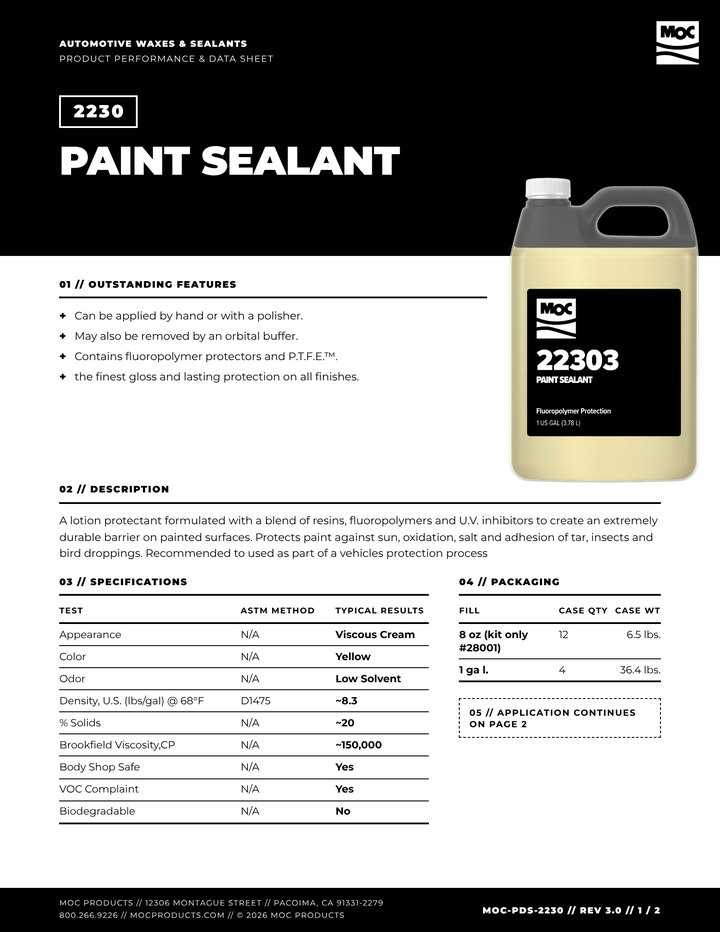 AUTOMOTIVE WAXES & SEALANTS
PRODUCT PERFORMANCE & DATA SHEET
MOC
2230
PAINT SEALANT
01 // OUTSTANDING FEATURES
+ Can be applied by hand or with a polisher.
+ May also be removed by an orbital buffer.
+ Contains fluoropolymer protectors and P.T.F.E.™.
+ the finest gloss and lasting protection on all finishes.
MOC
22303
PAINT SEALANT
Fluoropolymer Protection
1 US GAL (3.78 L)
02 // DESCRIPTION
A lotion protectant formulated with a blend of resins, fluoropolymers and U.V. inhibitors to create an extremely
durable barrier on painted surfaces. Protects paint against sun, oxidation, salt and adhesion of tar, insects and
bird droppings. Recommended to used as part of a vehicles protection process
03 // SPECIFICATIONS
TEST ASTM METHOD TYPICAL RESULTS
Appearance N/A Viscous Cream
Color N/A Yellow
Odor N/A Low Solvent
Density, U.S. (lbs/gal) @ 68°F D1475 ~8.3
% Solids N/A ~20
Brookfield Viscosity,CP N/A ~150,000
Body Shop Safe N/A Yes
VOC Complaint N/A Yes
Biodegradable N/A No
04 // PACKAGING
FILL CASE QTY CASE WT
8 oz (kit only 12 6.5 lbs.
#28001)
1 ga l. 4 36.4 lbs.
05 // APPLICATION CONTINUES
ON PAGE 2
MOC PRODUCTS // 12306 MONTAGUE STREET // PACOIMA, CA 91331-2279
800.266.9226 // MOCPRODUCTS.COM // © 2026 MOC PRODUCTS
MOC-PDS-2230 // REV 3.0 // 1 / 2